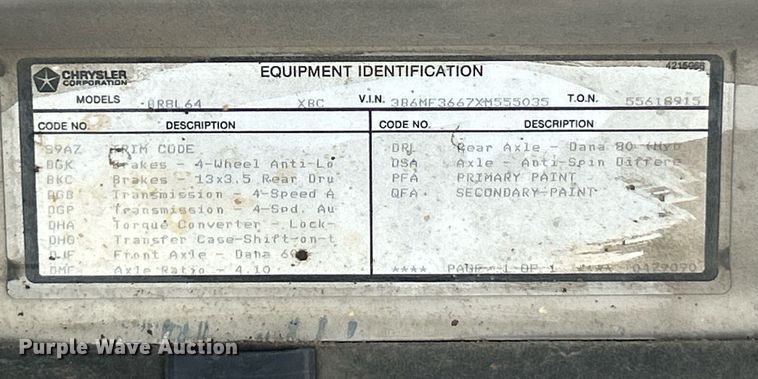 CHRYSLER
CORPORATION
EQUIPMENT IDENTIFICATION
4215066
MODELS BR8L64 XBC V.I.N. 3B6MF3667XM555035 T.O.N. 55618915
CODE NO. DESCRIPTION
S9AZ TRIM CODE
BGK Brakes - 4-Wheel Anti-Lo
BKC Brakes - 13x3.5 Rear Dru
DGB Transmission - 4-Speed A
DGP Transmission - 4-Spd. Au
DHA Torque Converter - Lock-
DHG Transfer Case-Shift-on-t
DJF Front Axle - Dana 60
DMF Axle Ratio - 4.10
CODE NO. DESCRIPTION
DRL Rear Axle - Dana 80 (Hyb
DSA Axle - Anti-Spin Differe
PFA PRIMARY PAINT
QFA SECONDARY PAINT
**** PAGE 1 OF 1 ****
Purple Wave Auction